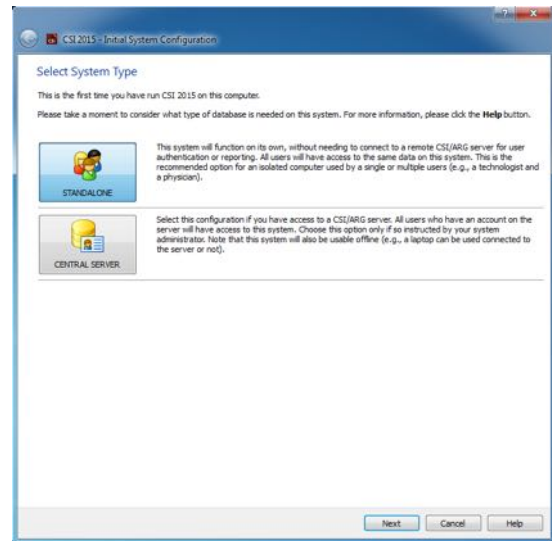 CSI 2015 - Initial System Configuration
Select System Type
This is the first time you have run CSI 2015 on this computer.
Please take a moment to consider what type of database is needed on this system. For more information, please click the Help button.
This system will function on its own, without needing to connect to a remote CSI/ARG server for user
authentication or reporting. All users will have access to the same data on this system. This is the
recommended option for an isolated computer used by a single or multiple users (e.g., a technologist and
a physician).
STANDALONE
Select this configuration if you have access to a CSI/ARG server. All users who have an account on the
server will have access to this system. Choose this option only if so instructed by your system
administrator. Note that this system will also be usable offline (e.g., a laptop can be used connected to
the server or not).
CENTRAL SERVER
Next Cancel Help